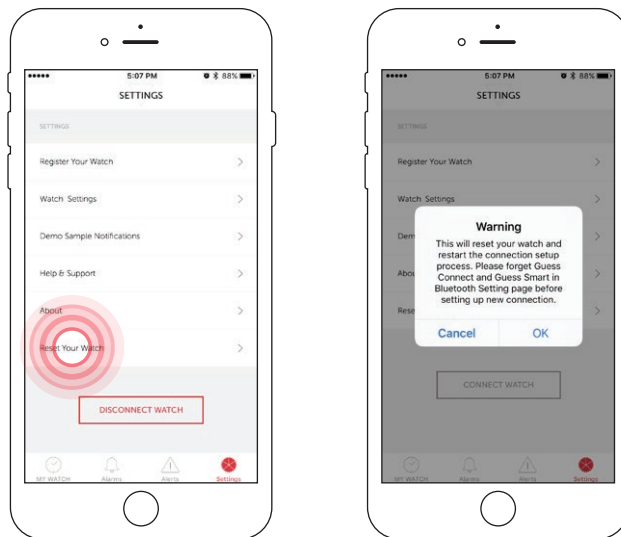 5:07 PM 88%
SETTINGS
SETTINGS
Register Your Watch
Watch Settings
Demo Sample Notifications
Help & Support
About
Reset Your Watch
DISCONNECT WATCH
MY WATCH Alarms Alerts Settings
5:07 PM 88%
SETTINGS
SETTINGS
Register Your Watch
Watch Settings
Dem
Abou
Rese
Warning
This will reset your watch and
restart the connection setup
process. Please forget Guess
Connect and Guess Smart in
Bluetooth Setting page before
setting up new connection.
Cancel OK
CONNECT WATCH
MY WATCH Alarms Alerts Settings